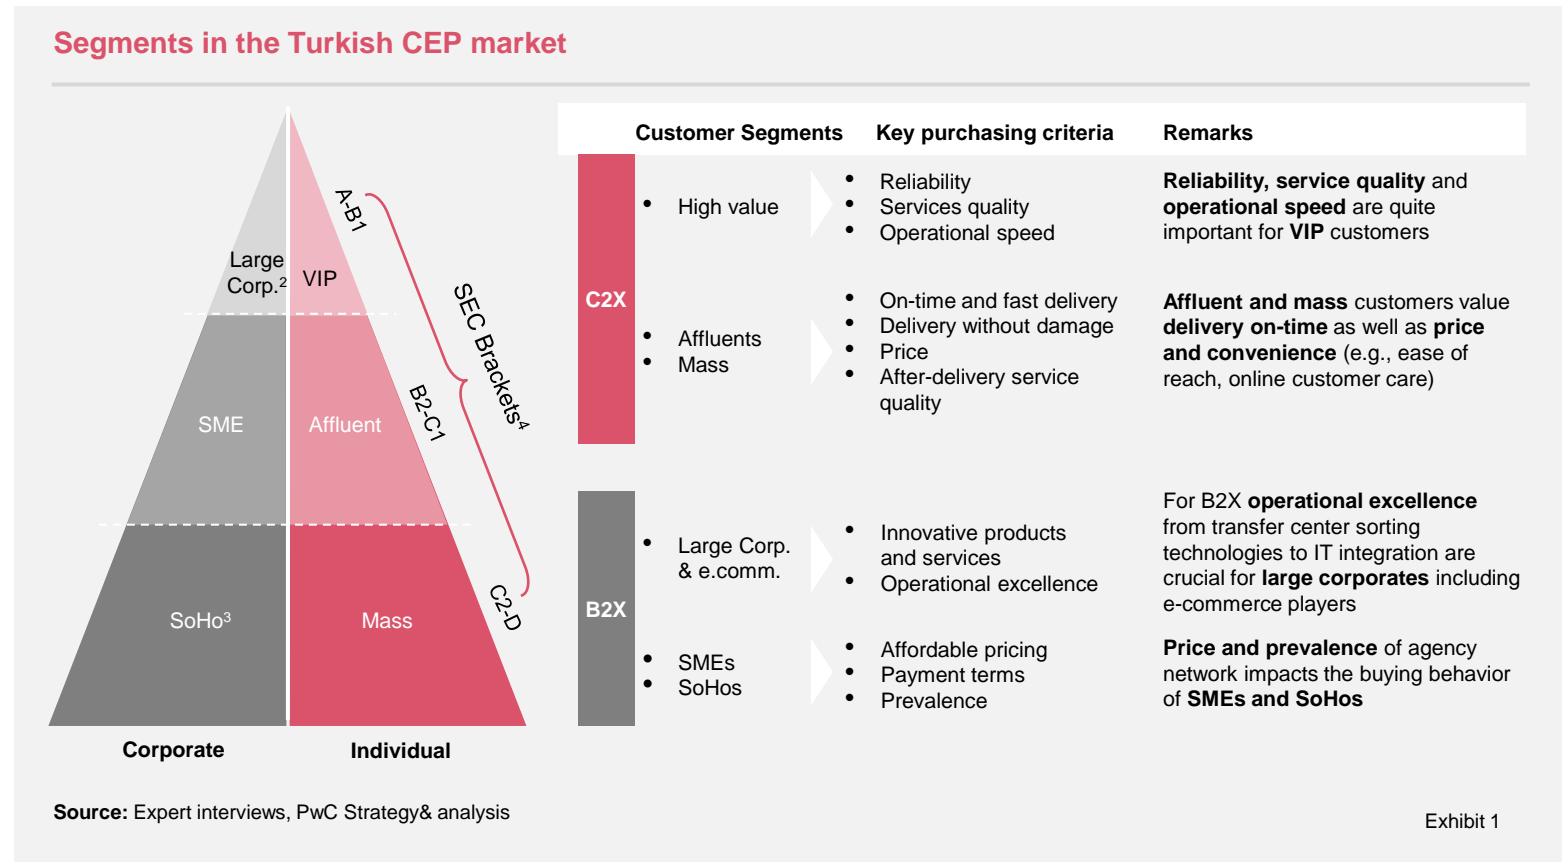 Segments in the Turkish CEP market
Large
Corp.²
VIP
SME
Affluent
SoHo³
Mass
Corporate
Individual
A-B1
B2-C1
C2-D
SEC Brackets⁴
Customer Segments
Key purchasing criteria
Remarks
C2X
• High value
• Reliability
• Services quality
• Operational speed
Reliability, service quality and
operational speed are quite
important for VIP customers
• Affluents
• Mass
• On-time and fast delivery
• Delivery without damage
• Price
• After-delivery service
quality
Affluent and mass customers value
delivery on-time as well as price
and convenience (e.g., ease of
reach, online customer care)
B2X
• Large Corp.
& e.comm.
• Innovative products
and services
• Operational excellence
For B2X operational excellence
from transfer center sorting
technologies to IT integration are
crucial for large corporates including
e-commerce players
• SMEs
• SoHos
• Affordable pricing
• Payment terms
• Prevalence
Price and prevalence of agency
network impacts the buying behavior
of SMEs and SoHos
Source: Expert interviews, PwC Strategy& analysis
Exhibit 1